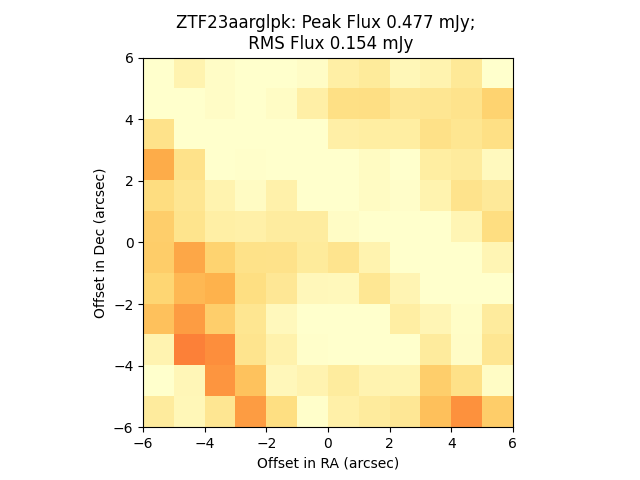 ZTF23aarglpk: Peak Flux 0.477 mJy;
RMS Flux 0.154 mJy
6
4
2
0
−2
−4
−6
Offset in Dec (arcsec)
−6 −4 −2 0 2 4 6
Offset in RA (arcsec)